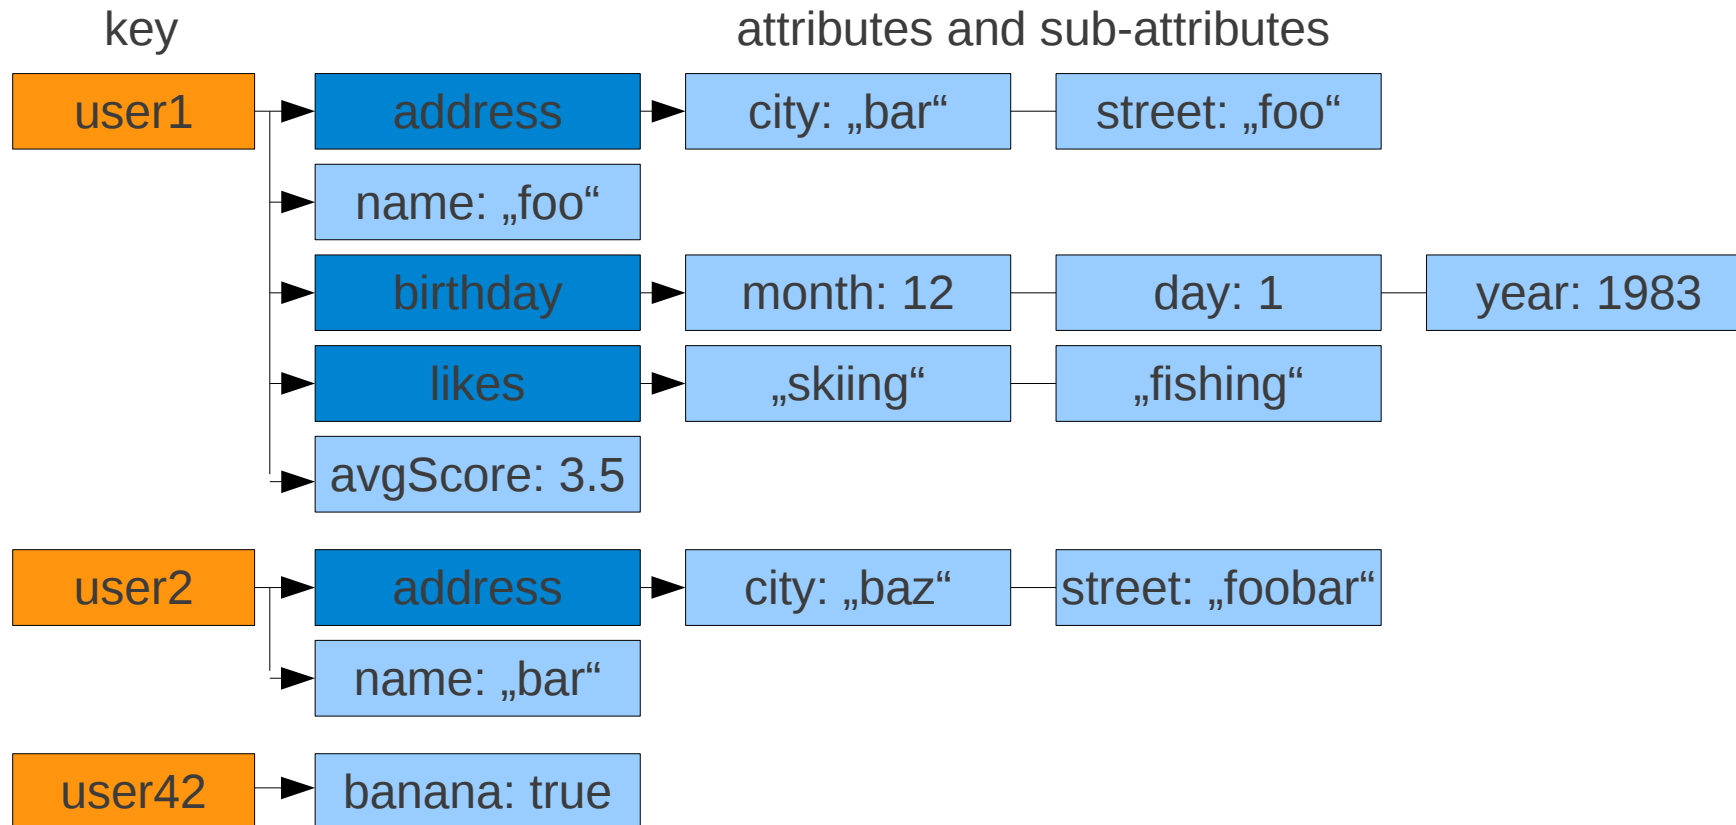 key attributes and sub-attributes
user1 address city: „bar“ street: „foo“
name: „foo“
birthday month: 12 day: 1 year: 1983
likes „skiing“ „fishing“
avgScore: 3.5
user2 address city: „baz“ street: „foobar“
name: „bar“
user42 banana: true